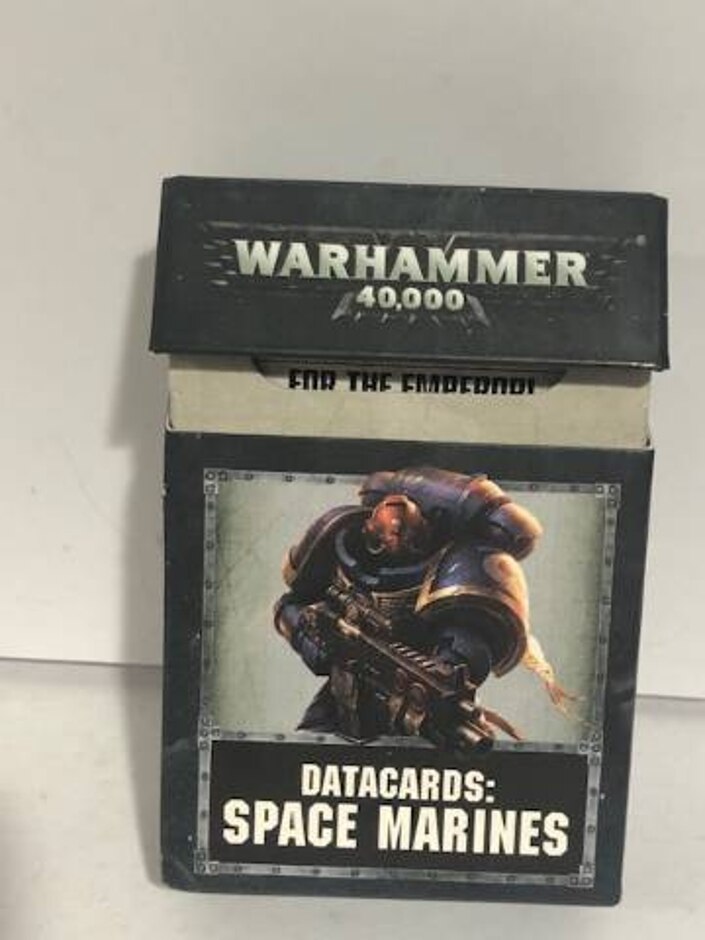 WARHAMMER
40,000
FOR THE EMPEROR!
DATACARDS:
SPACE MARINES